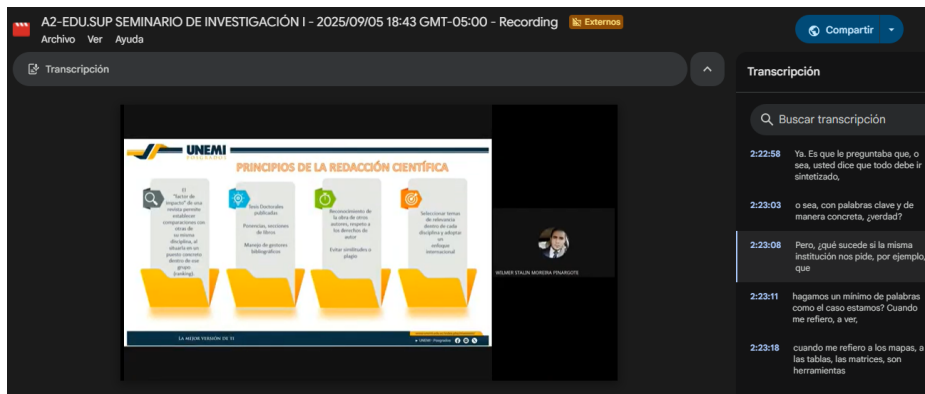 A2-EDU.SUP SEMINARIO DE INVESTIGACIÓN I - 2025/09/05 18:43 GMT-05:00 - Recording
Externos
Archivo Ver Ayuda
Compartir
Transcripción
UNEMI
POSGRADOS
PRINCIPIOS DE LA REDACCIÓN CIENTÍFICA
El
"factor de
impacto" de una
revista permite
establecer
comparaciones con
otras de
su misma
disciplina, al
situarla en un
puesto concreto
dentro de ese
grupo
(ranking)
Tesis Doctorales
publicadas
Ponencias, secciones
de libros
Manejo de gestores
bibliográficos
Reconocimiento de
la obra de otros
autores, respeto a
los derechos de
autor
Evitar similitudes o
plagio
Seleccionar temas
de relevancia
dentro de cada
disciplina y adoptar
un
enfoque
internacional
LA MEJOR VERSIÓN DE TI
UNEMI - Posgrados
WILMER STALIN MOREIRA PINARGOTE
Transcripción
Buscar transcripción
2:22:58 Ya. Es que le preguntaba que, o
sea, usted dice que todo debe ir
sintetizado,
2:23:03 o sea, con palabras clave y de
manera concreta, ¿verdad?
2:23:08 Pero, ¿qué sucede si la misma
institución nos pide, por ejemplo,
que
2:23:11 hagamos un mínimo de palabras
como el caso estamos? Cuando
me refiero, a ver,
2:23:18 cuando me refiero a los mapas, a
las tablas, las matrices, son
herramientas